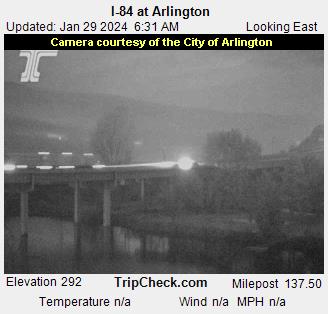 I-84 at Arlington
Updated: Jan 29 2024 6:31 AM Looking East
Camera courtesy of the City of Arlington
Elevation 292 TripCheck.com Milepost 137.50
Temperature n/a Wind n/a MPH n/a